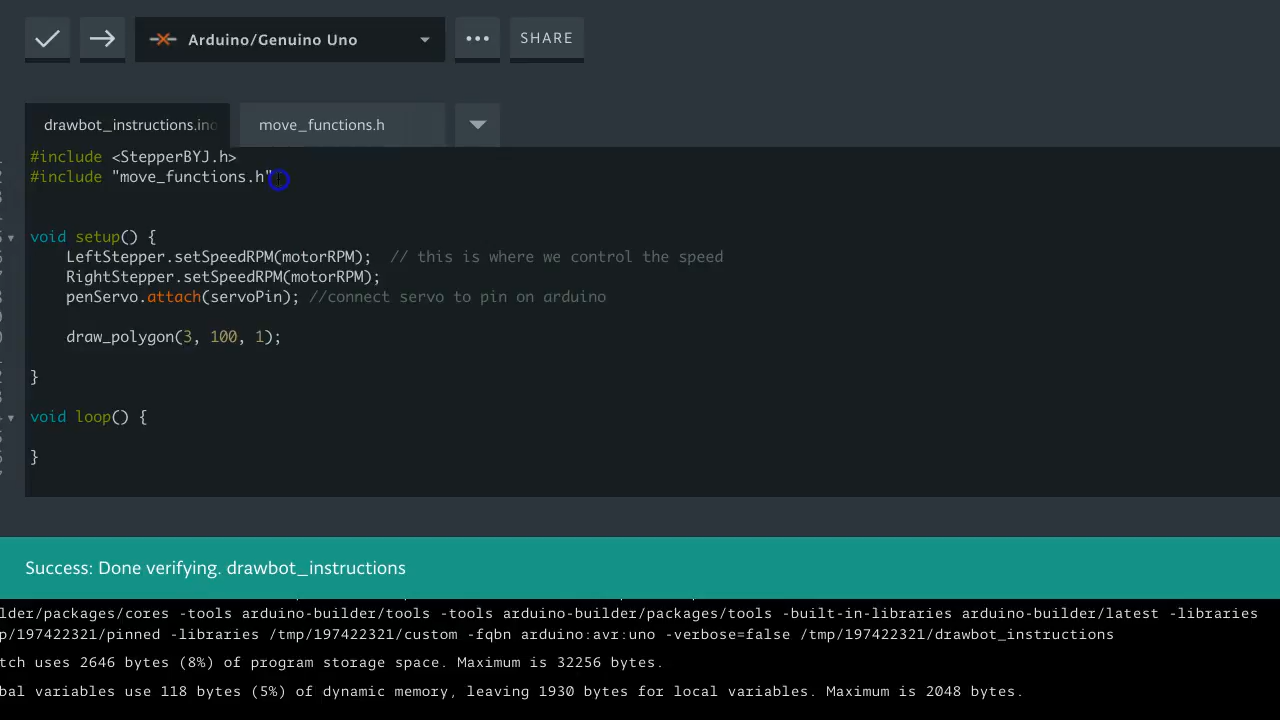 Arduino/Genuino Uno
SHARE
drawbot_instructions.ino
move_functions.h
#include <StepperBYJ.h>
#include "move_functions.h"
void setup() {
LeftStepper.setSpeedRPM(motorRPM);  // this is where we control the speed
RightStepper.setSpeedRPM(motorRPM);
penServo.attach(servoPin); //connect servo to pin on arduino
draw_polygon(3, 100, 1);
}
void loop() {
}
Success: Done verifying. drawbot_instructions
lder/packages/cores -tools arduino-builder/tools -tools arduino-builder/packages/tools -built-in-libraries arduino-builder/latest -libraries
p/197422321/pinned -libraries /tmp/197422321/custom -fqbn arduino:avr:uno -verbose=false /tmp/197422321/drawbot_instructions
tch uses 2646 bytes (8%) of program storage space. Maximum is 32256 bytes.
bal variables use 118 bytes (5%) of dynamic memory, leaving 1930 bytes for local variables. Maximum is 2048 bytes.